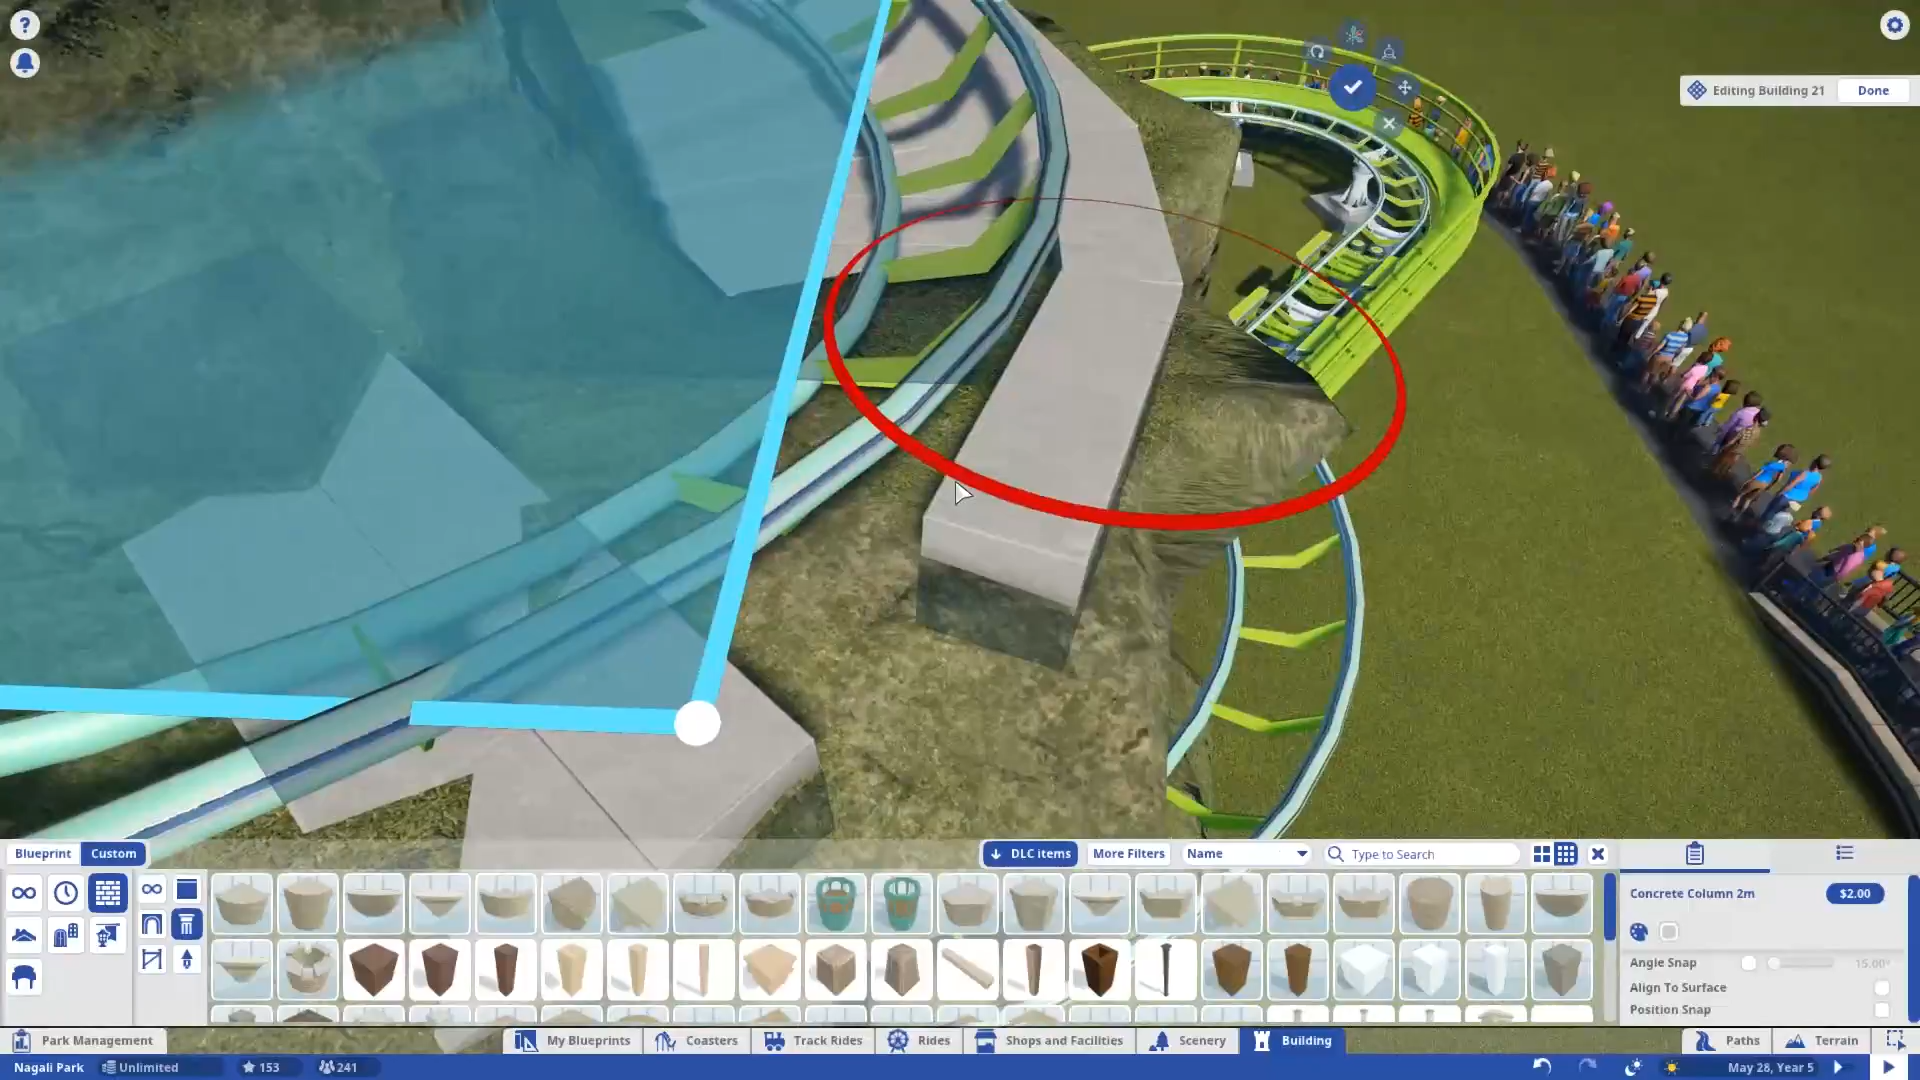 ?
Editing Building 21
Done
Blueprint
Custom
DLC items
More Filters
Name
Type to Search
Concrete Column 2m
$2.00
Angle Snap
15.00°
Align To Surface
Position Snap
Park Management
My Blueprints
Coasters
Track Rides
Rides
Shops and Facilities
Scenery
Building
Paths
Terrain
Nagali Park
Unlimited
153
241
May 28, Year 5